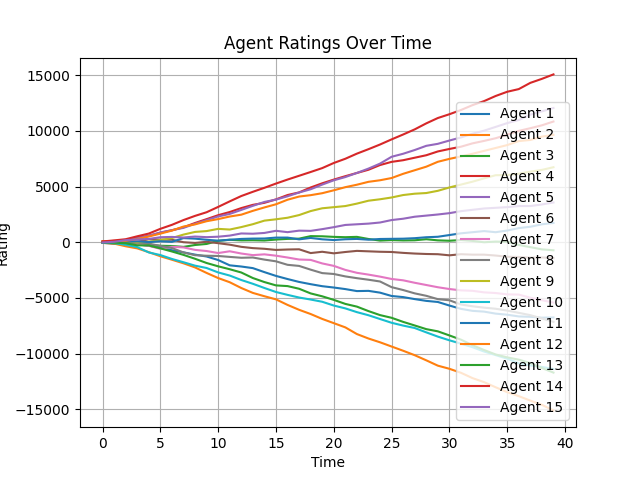 Agent Ratings Over Time
15000
10000
5000
0
−5000
−10000
−15000
Rating
0 5 10 15 20 25 30 35 40
Time
Agent 1
Agent 2
Agent 3
Agent 4
Agent 5
Agent 6
Agent 7
Agent 8
Agent 9
Agent 10
Agent 11
Agent 12
Agent 13
Agent 14
Agent 15